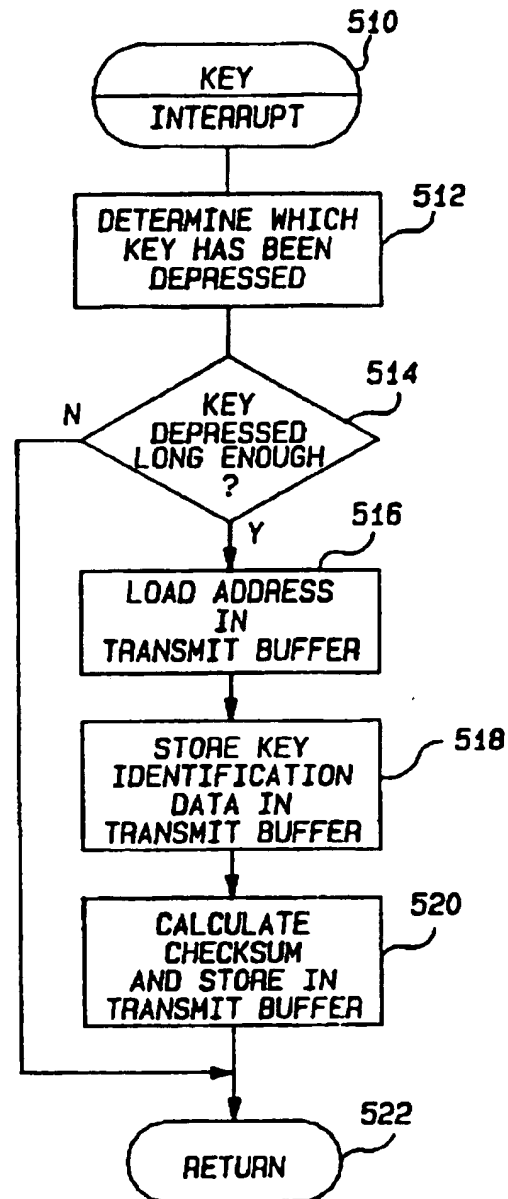 510
KEY
INTERRUPT
512
DETERMINE WHICH
KEY HAS BEEN
DEPRESSED
514
N
KEY
DEPRESSED
LONG ENOUGH
?
Y
516
LOAD ADDRESS
IN
TRANSMIT BUFFER
518
STORE KEY
IDENTIFICATION
DATA IN
TRANSMIT BUFFER
520
CALCULATE
CHECKSUM
AND STORE IN
TRANSMIT BUFFER
522
RETURN